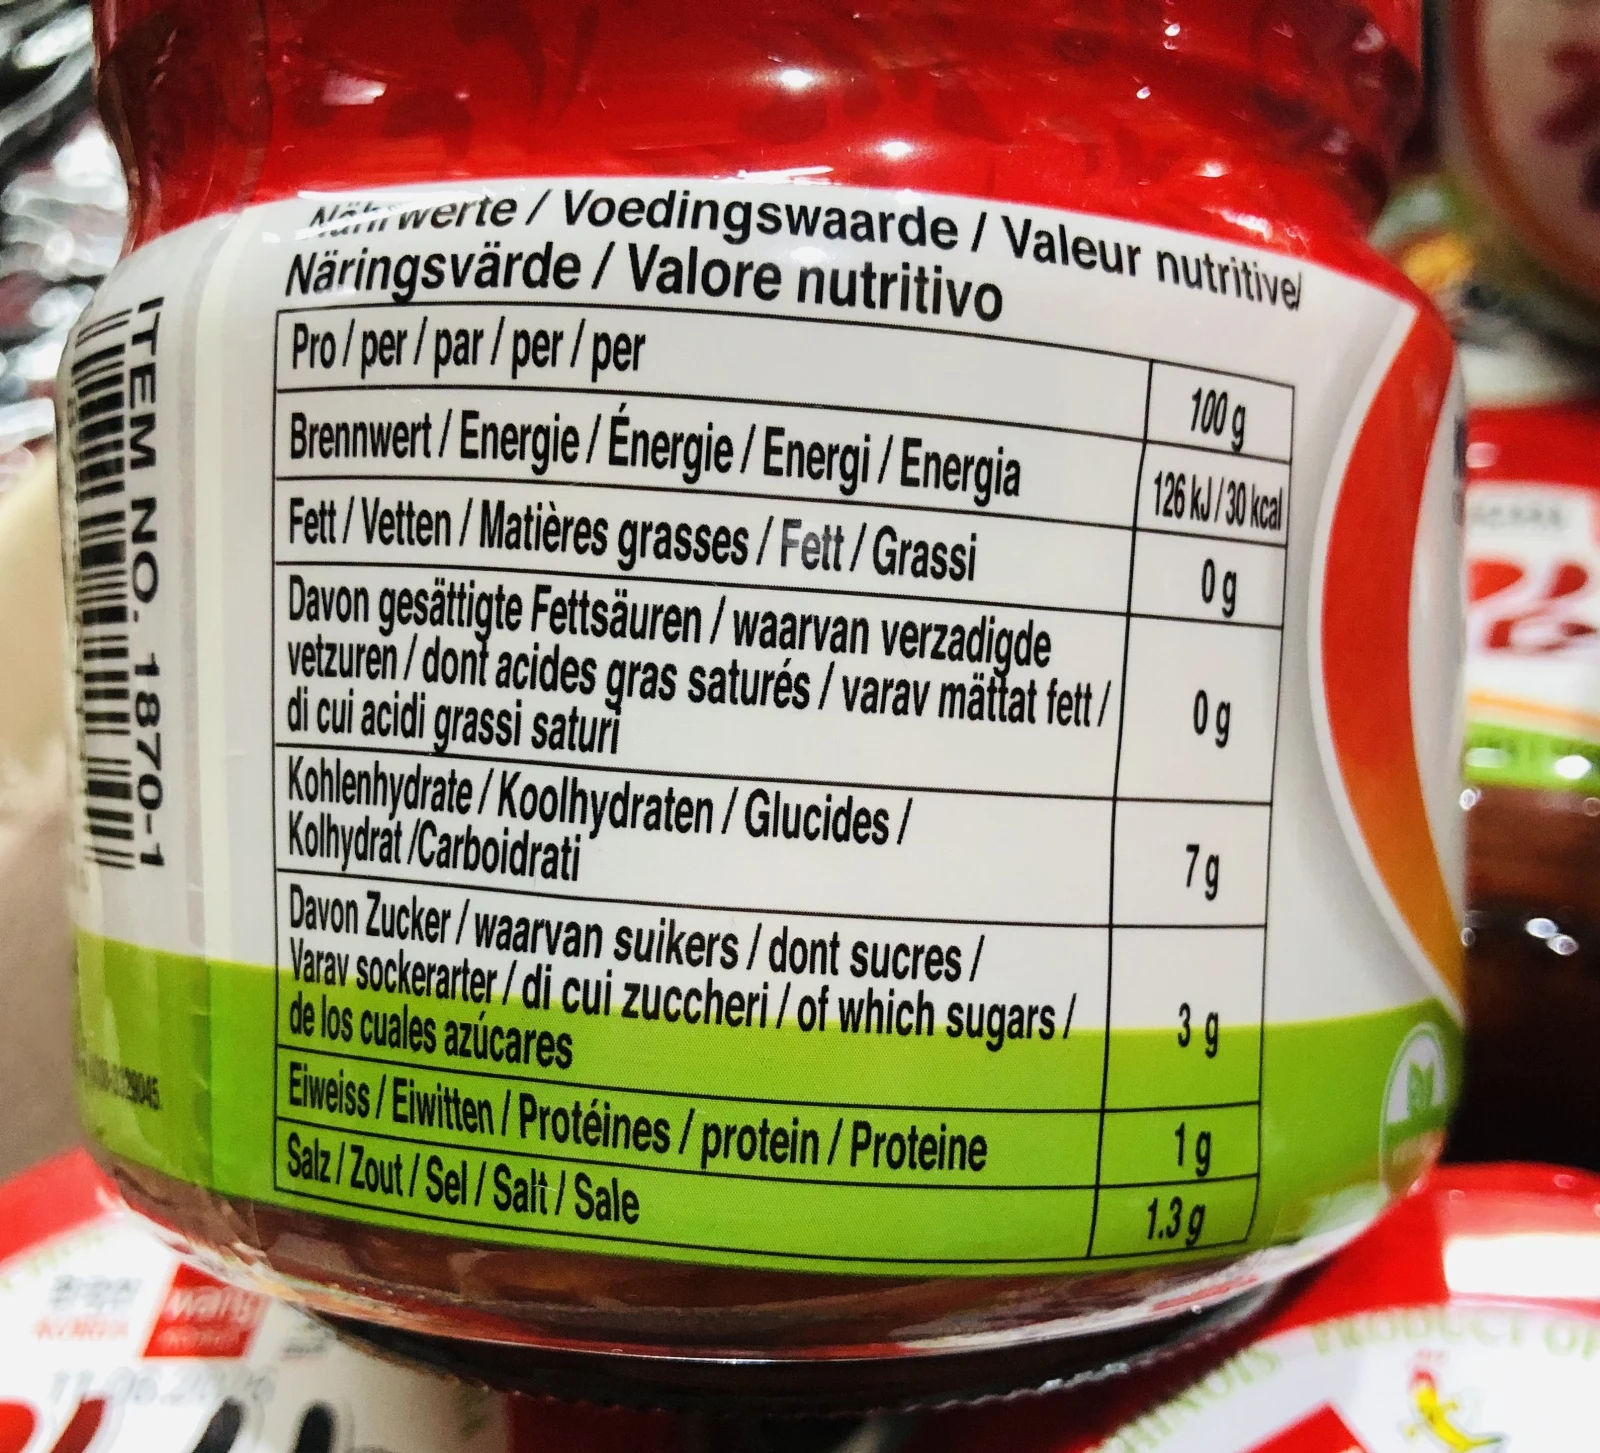 Nährwerte / Voedingswaarde / Valeur nutritive/
Näringsvärde / Valore nutritivo
Pro / per / par / per / per
100 g
Brennwert / Energie / Énergie / Energi / Energia
126 kJ / 30 kcal
Fett / Vetten / Matières grasses / Fett / Grassi
0 g
Davon gesättigte Fettsäuren / waarvan verzadigde
vetzuren / dont acides gras saturés / varav mättat fett /
di cui acidi grassi saturi
0 g
Kohlenhydrate / Koolhydraten / Glucides /
Kolhydrat /Carboidrati
7 g
Davon Zucker / waarvan suikers / dont sucres /
Varav sockerarter / di cui zuccheri / of which sugars /
de los cuales azúcares
3 g
Eiweiss / Eiwitten / Protéines / protein / Proteine
1 g
Salz / Zout / Sel / Salt / Sale
1.3 g
ITEM NO. 1870-1
wang
KOREA
PRODUCT OF